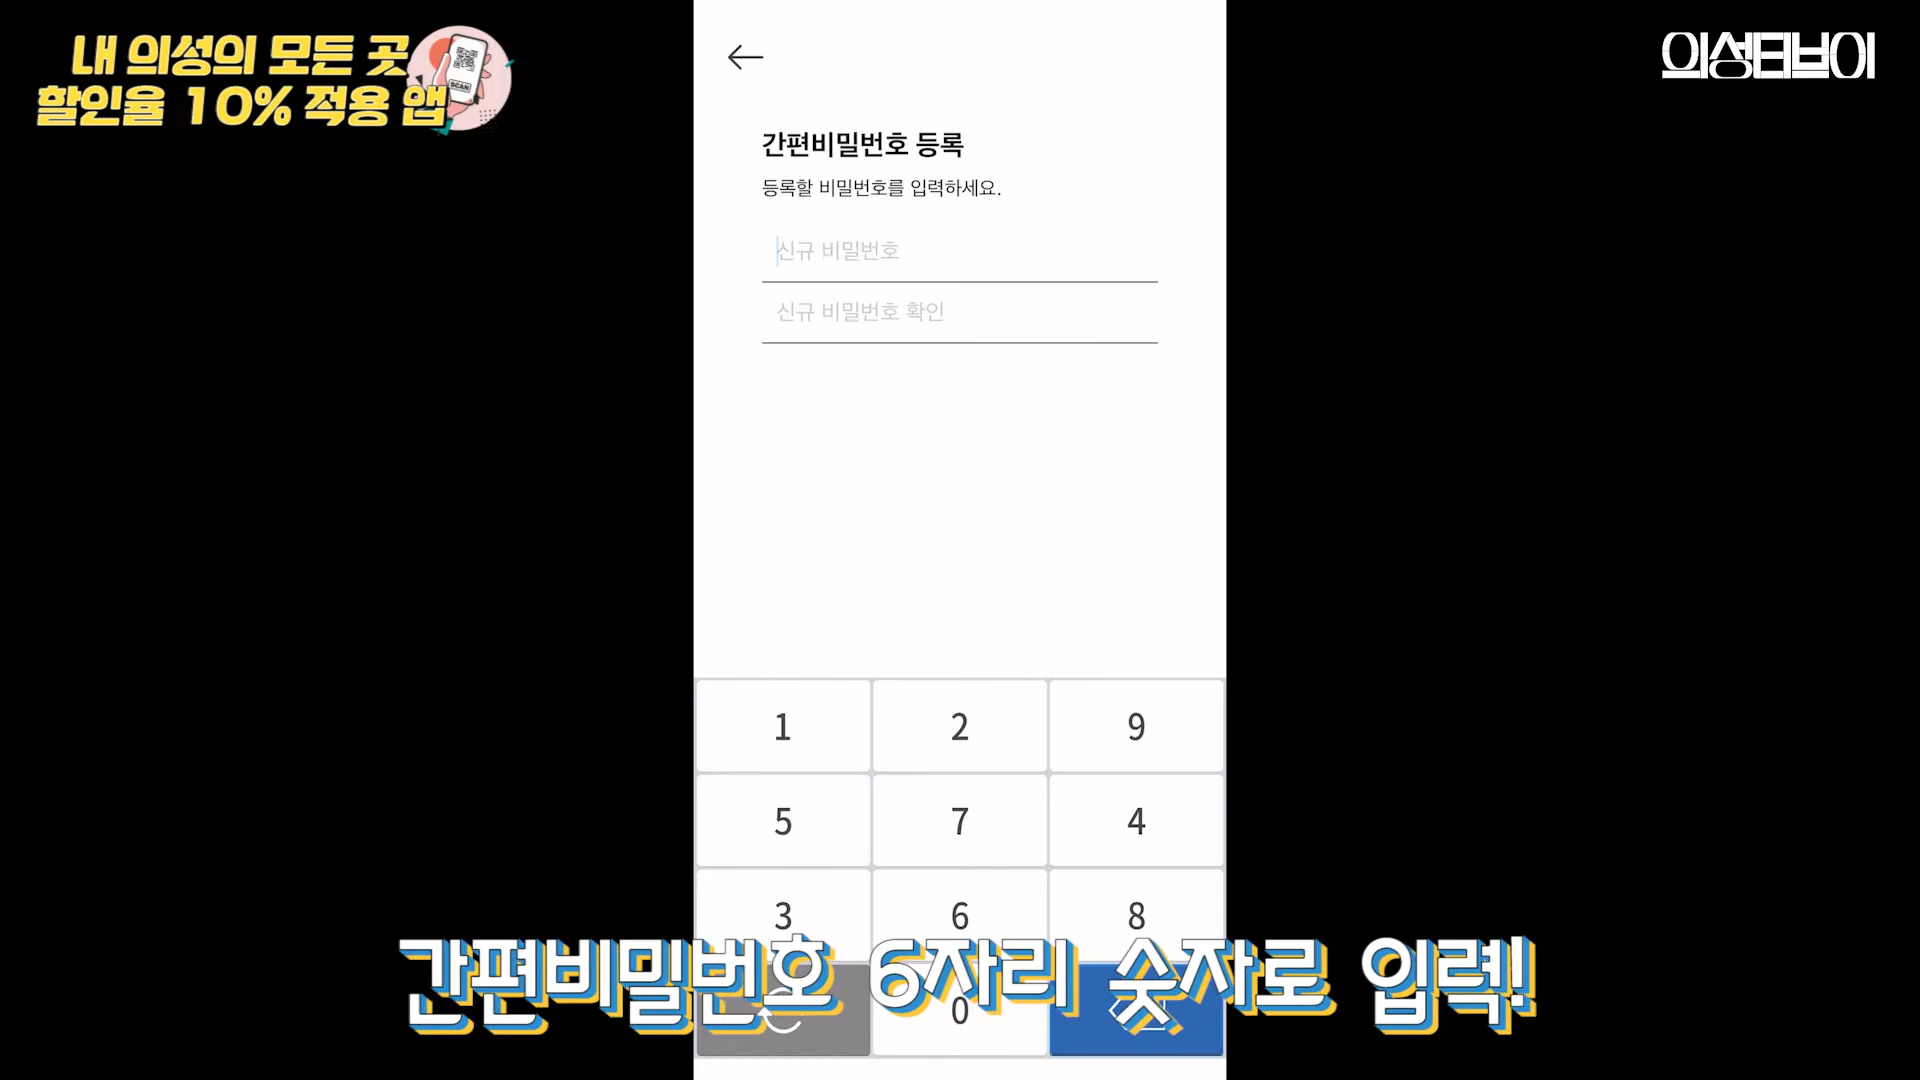 내 의성의 모든 곳
할인율 10% 적용 앱
SCAN
의성티브이
간편비밀번호 등록
등록할 비밀번호를 입력하세요.
신규 비밀번호
신규 비밀번호 확인
1 2 9
5 7 4
3 6 8
0
간편비밀번호 6자리 숫자로 입력!